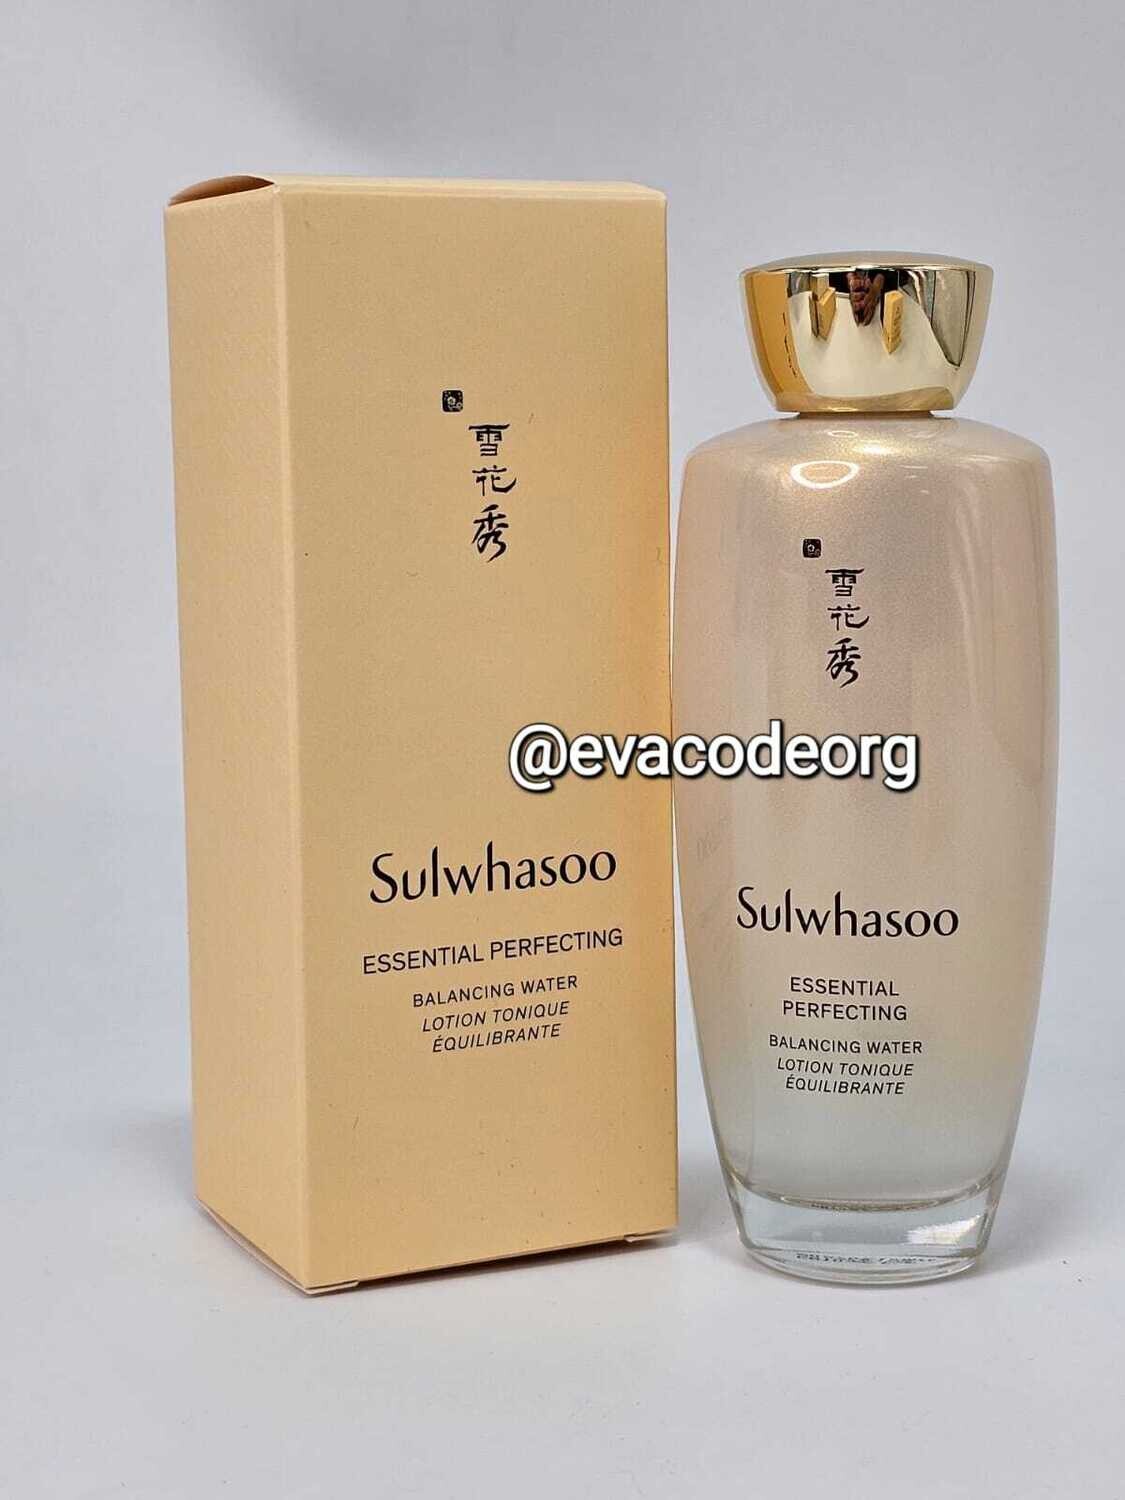 雪
花
秀
Sulwhasoo
ESSENTIAL PERFECTING
BALANCING WATER
LOTION TONIQUE
ÉQUILIBRANTE
雪
花
秀
@evacodeorg
Sulwhasoo
ESSENTIAL
PERFECTING
BALANCING WATER
LOTION TONIQUE
ÉQUILIBRANTE